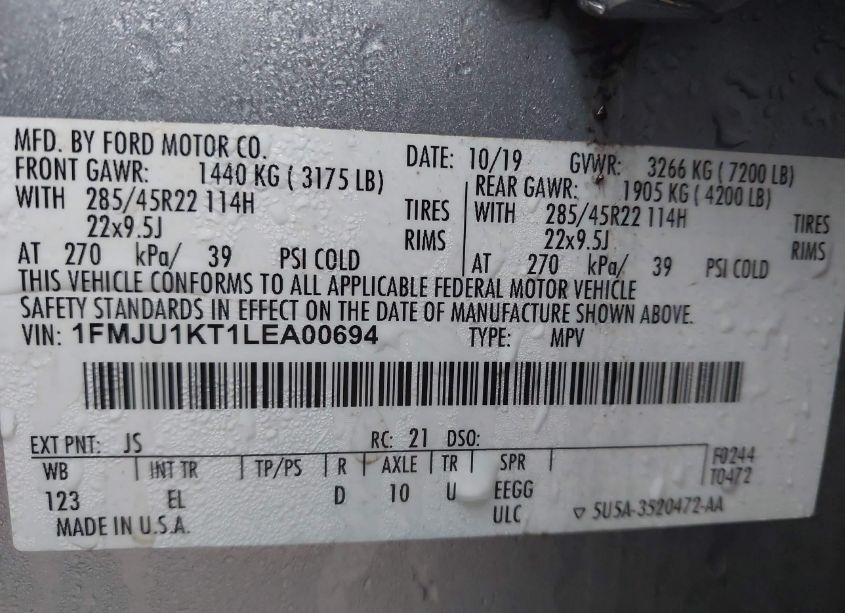 MFD. BY FORD MOTOR CO. DATE: 10/19 GVWR: 3266 KG ( 7200 LB)
FRONT GAWR: 1440 KG ( 3175 LB) REAR GAWR: 1905 KG ( 4200 LB)
WITH 285/45R22 114H TIRES WITH 285/45R22 114H TIRES
22x9.5J RIMS 22x9.5J RIMS
AT 270 kPa/ 39 PSI COLD AT 270 kPa/ 39 PSI COLD
THIS VEHICLE CONFORMS TO ALL APPLICABLE FEDERAL MOTOR VEHICLE
SAFETY STANDARDS IN EFFECT ON THE DATE OF MANUFACTURE SHOWN ABOVE.
VIN: 1FMJU1KT1LEA00694 TYPE: MPV
EXT PNT: JS RC: 21 DSO:
WB INT TR TP/PS R AXLE TR SPR F0244
T0472
123 EL D 10 U EEGG
ULC ▽ 5U5A-3520472-AA
MADE IN U.S.A.